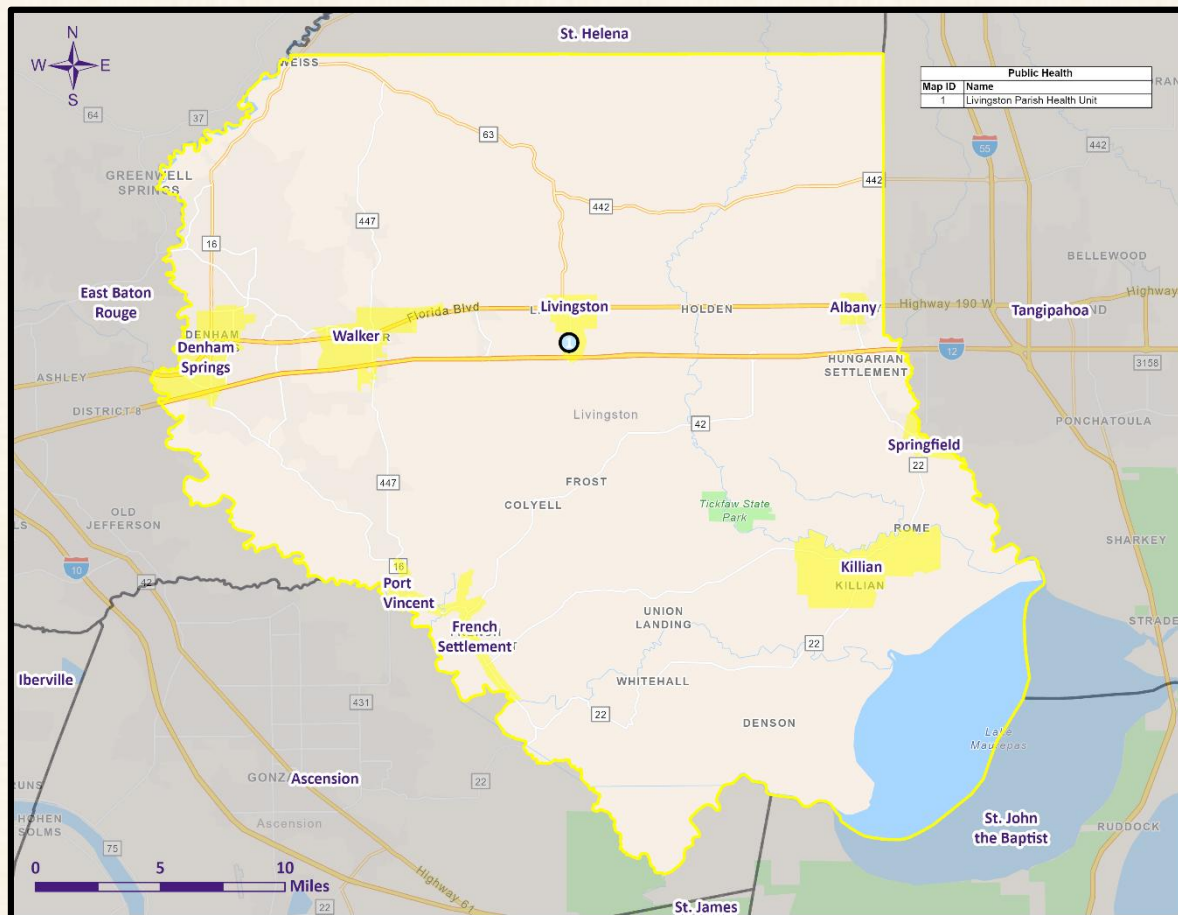 N
W E
S
St. Helena
WEISS
Public Health
Map ID Name
1 Livingston Parish Health Unit
64
37
63
55
442
GREENWELL
SPRINGS
442
442
447
16
BELLEWOOD
East Baton
Rouge
Florida Blvd
Livingston
HOLDEN
Albany
Highway 190 W
Tangipahoa
Highway
Walker
DENHAM
Denham
Springs
1
12
HUNGARIAN
SETTLEMENT
3158
ASHLEY
DISTRICT 8
Livingston
42
PONCHATOULA
Springfield
22
447
FROST
COLYELL
Tickfaw State
Park
OLD
JEFFERSON
ROME
SHARKEY
10
42
16
Killian
KILLIAN
Port
Vincent
French
Settlement
UNION
LANDING
22
Iberville
WHITEHALL
431
22
DENSON
Lake
Maurepas
Ascension
22
Ascension
St. John
the Baptist
RUDDOCK
75
0 5 10
Miles
Highway 61
22
St. James